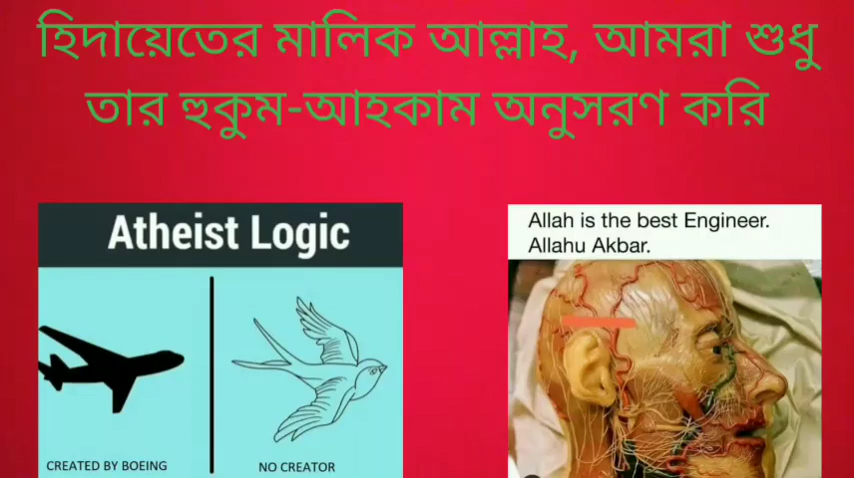 হিদায়েতের মালিক আল্লাহ, আমরা শুধু
তার হুকুম-আহকাম অনুসরণ করি
Atheist Logic
CREATED BY BOEING
NO CREATOR
Allah is the best Engineer.
Allahu Akbar.